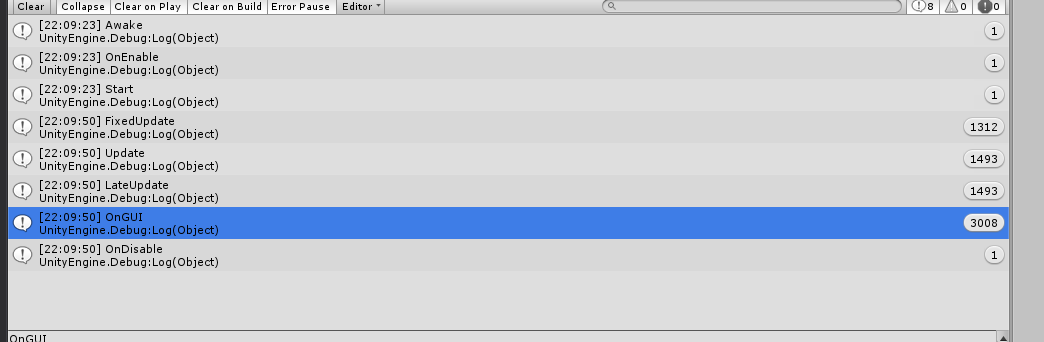 Clear Collapse Clear on Play Clear on Build Error Pause Editor 8 0 0
[22:09:23] Awake
UnityEngine.Debug:Log(Object) 1
[22:09:23] OnEnable
UnityEngine.Debug:Log(Object) 1
[22:09:23] Start
UnityEngine.Debug:Log(Object) 1
[22:09:50] FixedUpdate
UnityEngine.Debug:Log(Object) 1312
[22:09:50] Update
UnityEngine.Debug:Log(Object) 1493
[22:09:50] LateUpdate
UnityEngine.Debug:Log(Object) 1493
[22:09:50] OnGUI
UnityEngine.Debug:Log(Object) 3008
[22:09:50] OnDisable
UnityEngine.Debug:Log(Object) 1
OnGUI